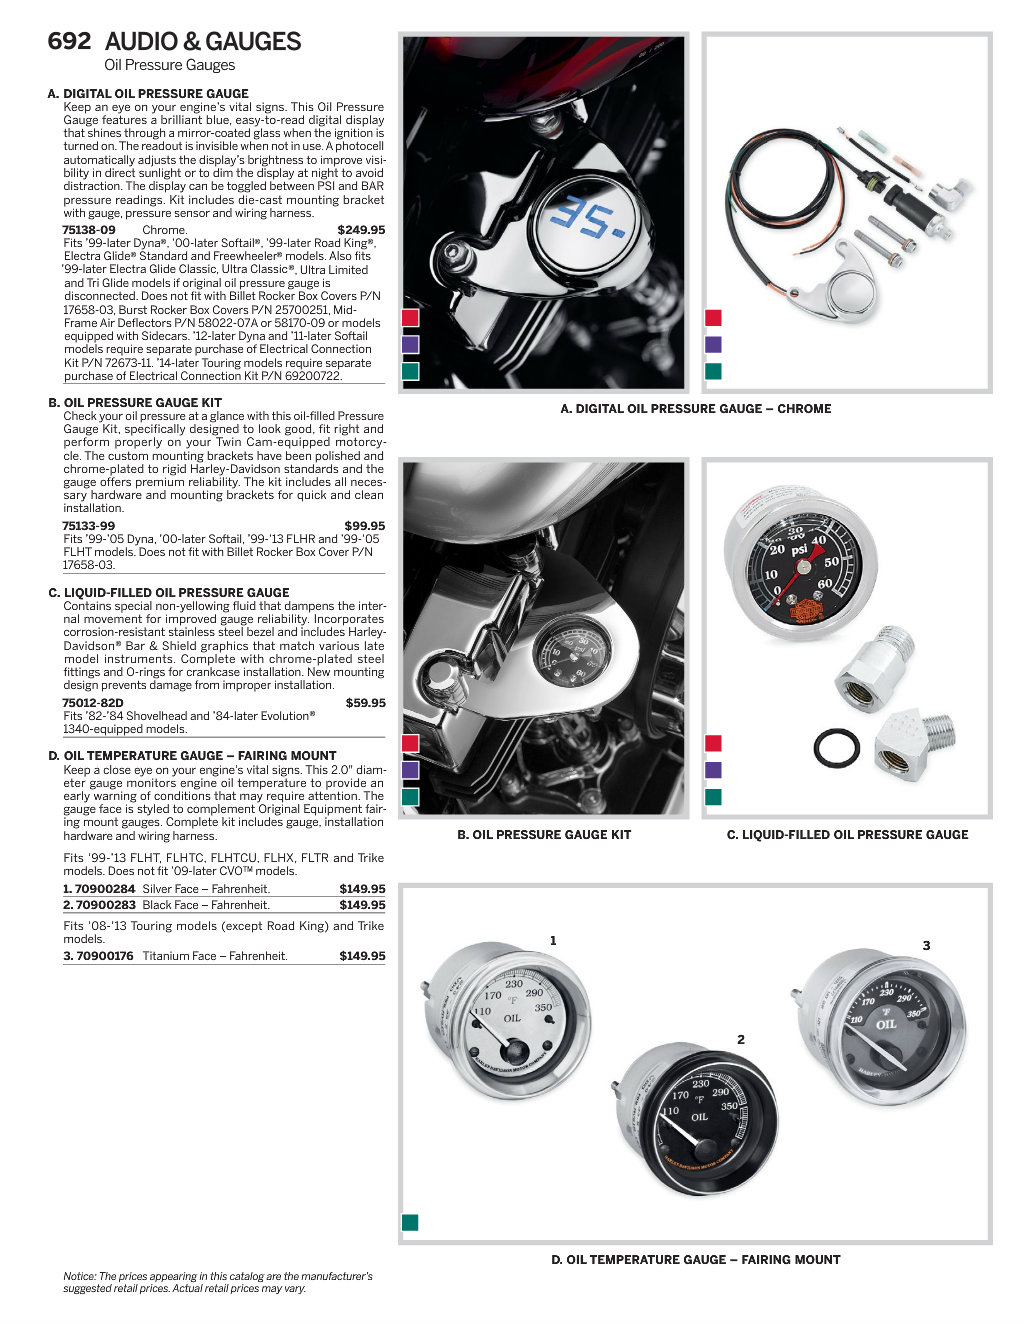 692 AUDIO & GAUGES
Oil Pressure Gauges
A. DIGITAL OIL PRESSURE GAUGE
Keep an eye on your engine's vital signs. This Oil Pressure
Gauge features a brilliant blue, easy-to-read digital display
that shines through a mirror-coated glass when the ignition is
turned on. The readout is invisible when not in use. A photocell
automatically adjusts the display's brightness to improve visi-
bility in direct sunlight or to dim the display at night to avoid
distraction. The display can be toggled between PSI and BAR
pressure readings. Kit includes die-cast mounting bracket
with gauge, pressure sensor and wiring harness.
75138-09 Chrome. $249.95
Fits '99-later Dyna®, '00-later Softail®, '99-later Road King®,
Electra Glide® Standard and Freewheeler® models. Also fits
'99-later Electra Glide Classic, Ultra Classic®, Ultra Limited
and Tri Glide models if original oil pressure gauge is
disconnected. Does not fit with Billet Rocker Box Covers P/N
17658-03, Burst Rocker Box Covers P/N 25700251, Mid-
Frame Air Deflectors P/N 58022-07A or 58170-09 or models
equipped with Sidecars. '12-later Dyna and '11-later Softail
models require separate purchase of Electrical Connection
Kit P/N 72673-11. '14-later Touring models require separate
purchase of Electrical Connection Kit P/N 69200722.
B. OIL PRESSURE GAUGE KIT
Check your oil pressure at a glance with this oil-filled Pressure
Gauge Kit, specifically designed to look good, fit right and
perform properly on your Twin Cam-equipped motorcy-
cle. The custom mounting brackets have been polished and
chrome-plated to rigid Harley-Davidson standards and the
gauge offers premium reliability. The kit includes all neces-
sary hardware and mounting brackets for quick and clean
installation.
75133-99 $99.95
Fits '99-'05 Dyna, '00-later Softail, '99-'13 FLHR and '99-'05
FLHT models. Does not fit with Billet Rocker Box Cover P/N
17658-03.
C. LIQUID-FILLED OIL PRESSURE GAUGE
Contains special non-yellowing fluid that dampens the inter-
nal movement for improved gauge reliability. Incorporates
corrosion-resistant stainless steel bezel and includes Harley-
Davidson® Bar & Shield graphics that match various late
model instruments. Complete with chrome-plated steel
fittings and O-rings for crankcase installation. New mounting
design prevents damage from improper installation.
75012-82D $59.95
Fits '82-'84 Shovelhead and '84-later Evolution®
1340-equipped models.
D. OIL TEMPERATURE GAUGE – FAIRING MOUNT
Keep a close eye on your engine's vital signs. This 2.0" diam-
eter gauge monitors engine oil temperature to provide an
early warning of conditions that may require attention. The
gauge face is styled to complement Original Equipment fair-
ing mount gauges. Complete kit includes gauge, installation
hardware and wiring harness.
Fits '99-'13 FLHT, FLHTC, FLHTCU, FLHX, FLTR and Trike
models. Does not fit '09-later CVO™ models.
1. 70900284 Silver Face – Fahrenheit. $149.95
2. 70900283 Black Face – Fahrenheit. $149.95
Fits '08-'13 Touring models (except Road King) and Trike
models.
3. 70900176 Titanium Face – Fahrenheit. $149.95
Notice: The prices appearing in this catalog are the manufacturer's
suggested retail prices. Actual retail prices may vary.
35.
A. DIGITAL OIL PRESSURE GAUGE – CHROME
0 10 20 30 40 50 60
psi
B. OIL PRESSURE GAUGE KIT
C. LIQUID-FILLED OIL PRESSURE GAUGE
1
110 170 230 290 350
°F
OIL
HARLEY-DAVIDSON MOTOR COMPANY
2
110 170 230 290 350
°F
OIL
HARLEY-DAVIDSON MOTOR COMPANY
3
110 170 230 290 350
°F
OIL
D. OIL TEMPERATURE GAUGE – FAIRING MOUNT